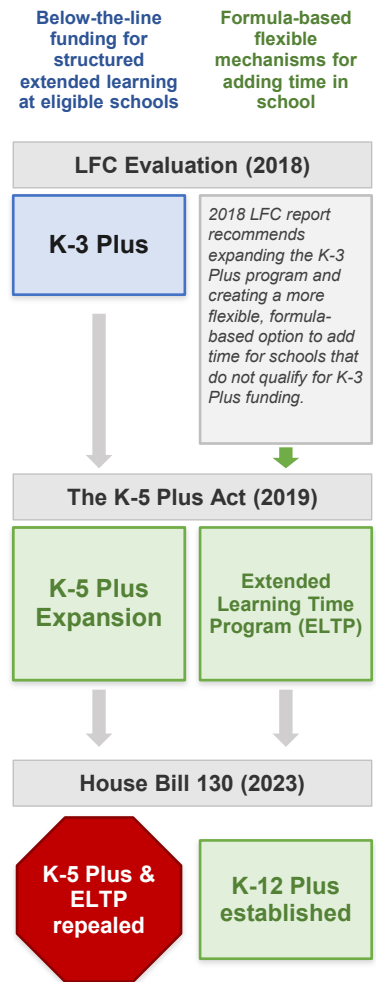 Below-the-line
funding for
structured
extended learning
at eligible schools
Formula-based
flexible
mechanisms for
adding time in
school
LFC Evaluation (2018)
K-3 Plus
2018 LFC report
recommends
expanding the K-3
Plus program and
creating a more
flexible, formula-
based option to add
time for schools that
do not qualify for K-3
Plus funding.
The K-5 Plus Act (2019)
K-5 Plus
Expansion
Extended
Learning Time
Program (ELTP)
House Bill 130 (2023)
K-5 Plus &
ELTP
repealed
K-12 Plus
established